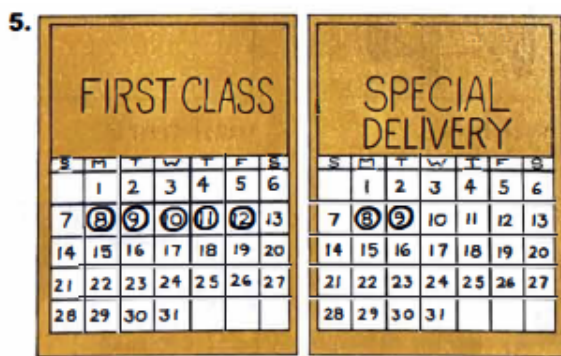 5.
FIRST CLASS
S M T W T F S
1 2 3 4 5 6
7 8 9 10 11 12 13
14 15 16 17 18 19 20
21 22 23 24 25 26 27
28 29 30 31
SPECIAL
DELIVERY
S M T W T F S
1 2 3 4 5 6
7 8 9 10 11 12 13
14 15 16 17 18 19 20
21 22 23 24 25 26 27
28 29 30 31